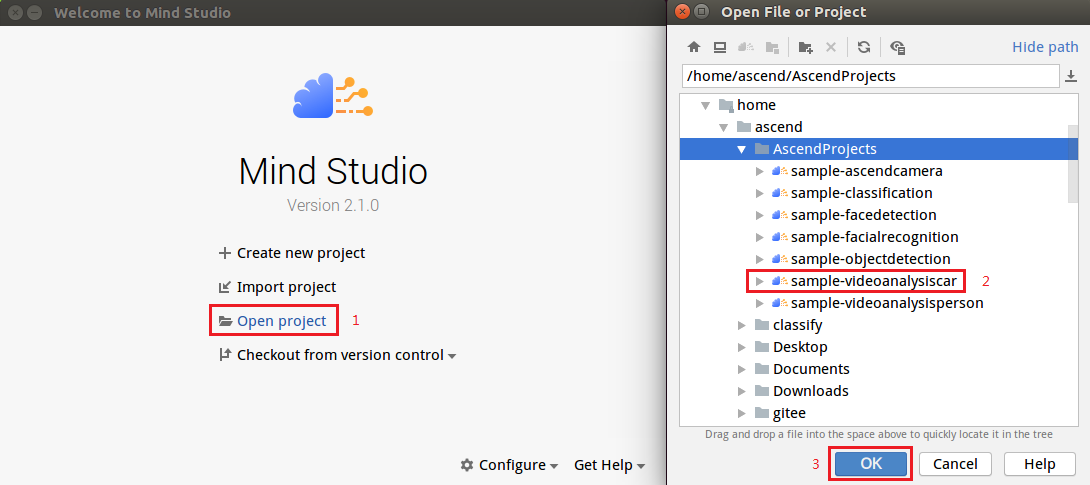 Welcome to Mind Studio
Mind Studio
Version 2.1.0
Create new project
Import project
Open project 1
Checkout from version control
Configure Get Help
Open File or Project
Hide path
/home/ascend/AscendProjects
home
ascend
AscendProjects
sample-ascendcamera
sample-classification
sample-facedetection
sample-facialrecognition
sample-objectdetection
sample-videoanalysiscar 2
sample-videoanalysisperson
classify
Desktop
Documents
Downloads
gitee
Drag and drop a file into the space above to quickly locate it in the tree
3 OK Cancel Help